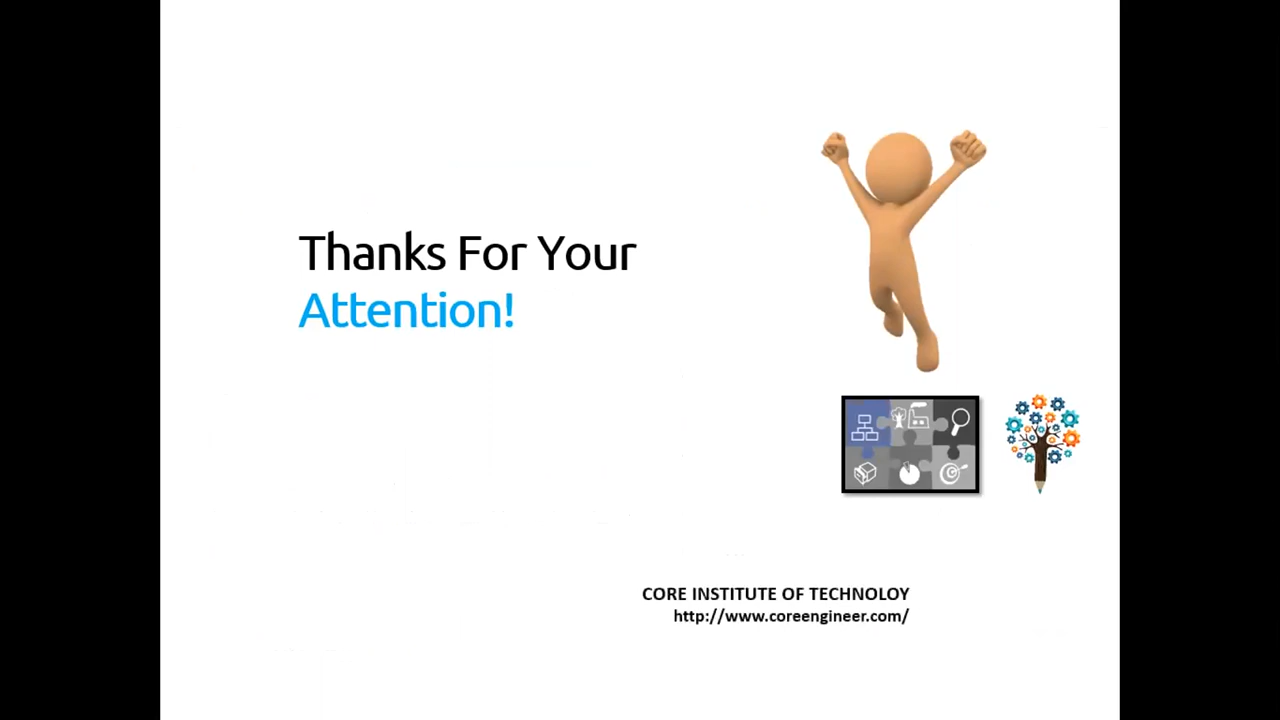 Thanks For Your
Attention!
CORE INSTITUTE OF TECHNOLOY
http://www.coreengineer.com/